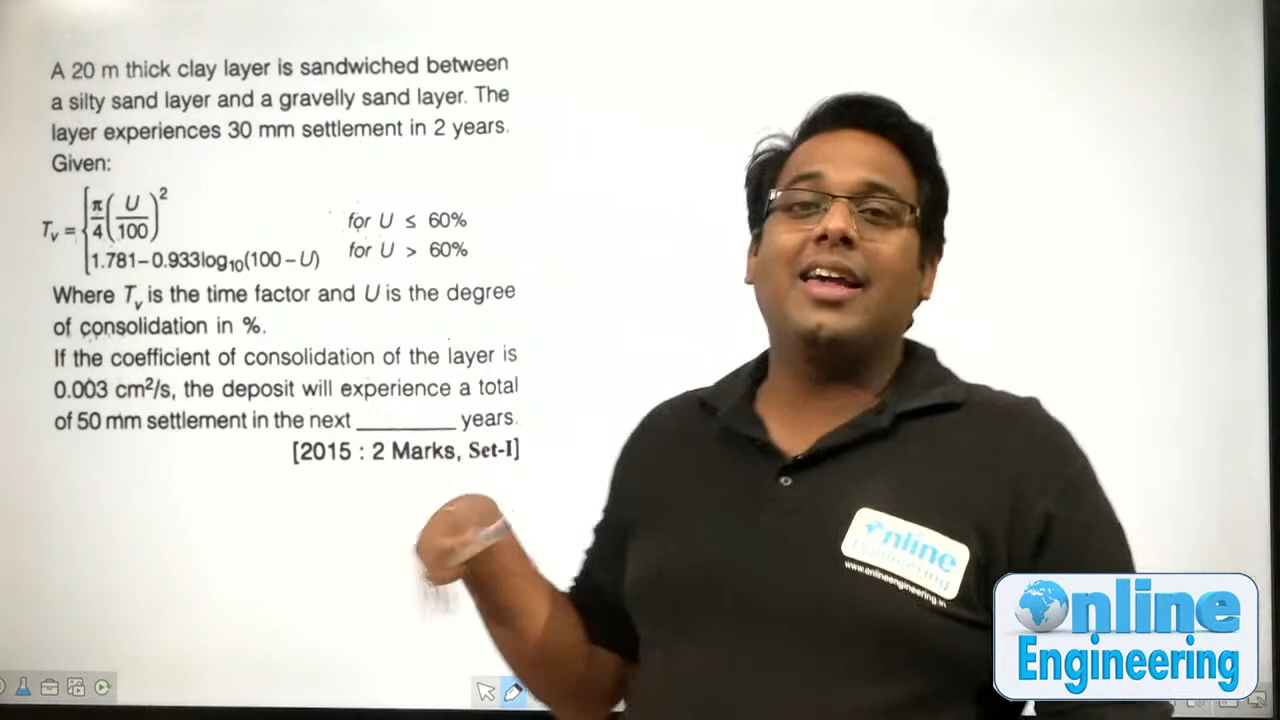 A 20 m thick clay layer is sandwiched between
a silty sand layer and a gravelly sand layer. The
layer experiences 30 mm settlement in 2 years.
Given:
T_v = { π/4 (U/100)² for U ≤ 60%
1.781–0.933log₁₀(100 – U) for U > 60%
Where T_v is the time factor and U is the degree
of consolidation in %.
If the coefficient of consolidation of the layer is
0.003 cm²/s, the deposit will experience a total
of 50 mm settlement in the next ________ years.
[2015 : 2 Marks, Set-I]
Online
Engineering
www.onlineengineering.in
Online
Engineering